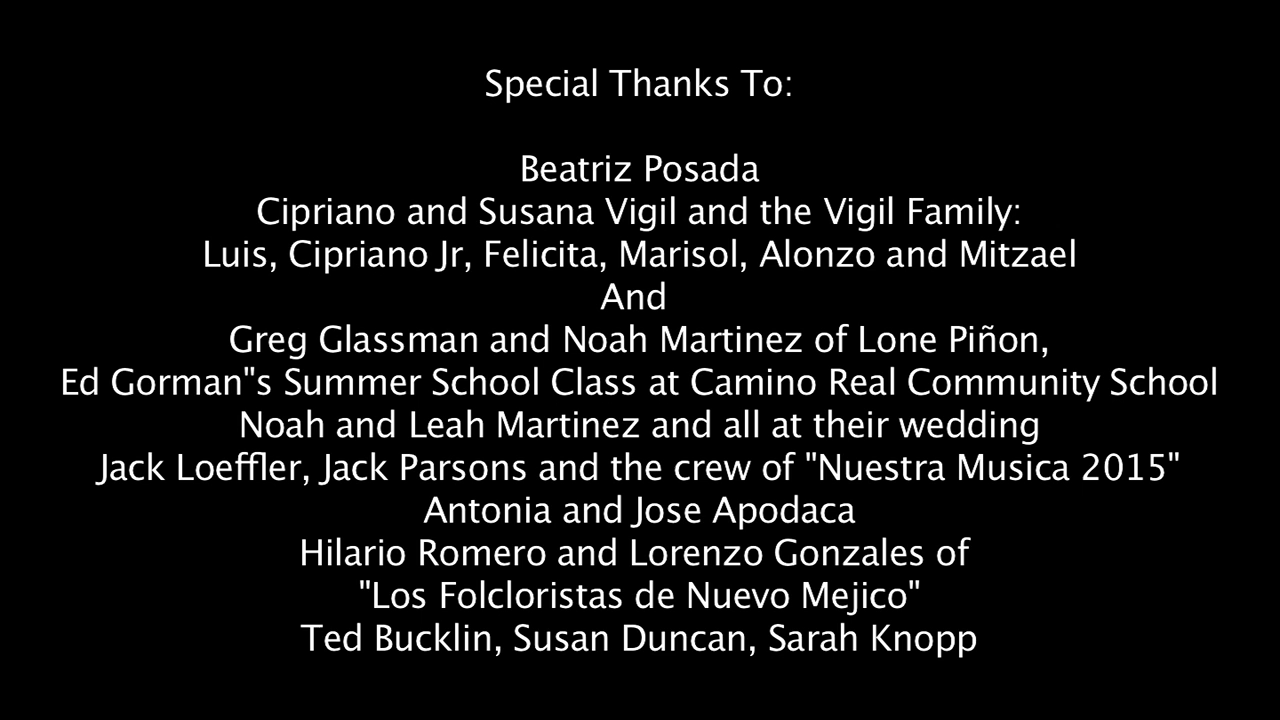 Special Thanks To:
Beatriz Posada
Cipriano and Susana Vigil and the Vigil Family:
Luis, Cipriano Jr, Felicita, Marisol, Alonzo and Mitzael
And
Greg Glassman and Noah Martinez of Lone Piñon,
Ed Gorman"s Summer School Class at Camino Real Community School
Noah and Leah Martinez and all at their wedding
Jack Loeffler, Jack Parsons and the crew of "Nuestra Musica 2015"
Antonia and Jose Apodaca
Hilario Romero and Lorenzo Gonzales of
"Los Folcloristas de Nuevo Mejico"
Ted Bucklin, Susan Duncan, Sarah Knopp